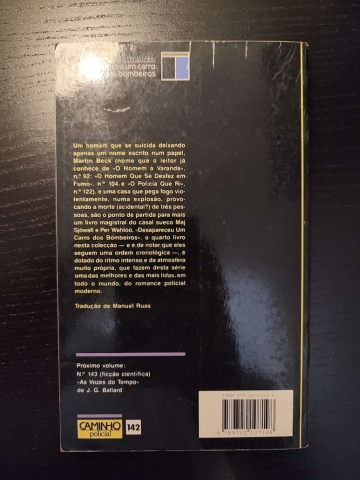 um carro
dos bombeiros
Um homem que se suicida deixando
apenas um nome escrito num papel,
Martin Beck (nome que o leitor já
conhece de «O Homem a Varanda»,
n.º 92; «O Homem Que Se Desfez em
Fumo», n.º 104 e «O Polícia Que Ri»,
n.º 122), e uma casa que pega fogo vio-
lentamente, numa explosão, provo-
cando a morte (acidental?) de três pes-
soas, são o ponto de partida para mais
um livro magistral do casal sueco Maj
Sjöwall e Per Wahlöö. «Desapareceu Um
Carro dos Bombeiros», o quarto livro
nesta colecção — e é de notar que eles
seguem uma ordem cronológica — é,
dotado do ritmo intenso e da atmosfera
muito própria, que fazem desta série
uma das melhores e das mais lidas, em
todo o mundo, do romance policial
moderno.
Tradução de Manuel Ruas
Próximo volume:
N.º 143 (ficção científica)
«As Vozes do Tempo»
de J. G. Ballard
CAMINHO
policial
142